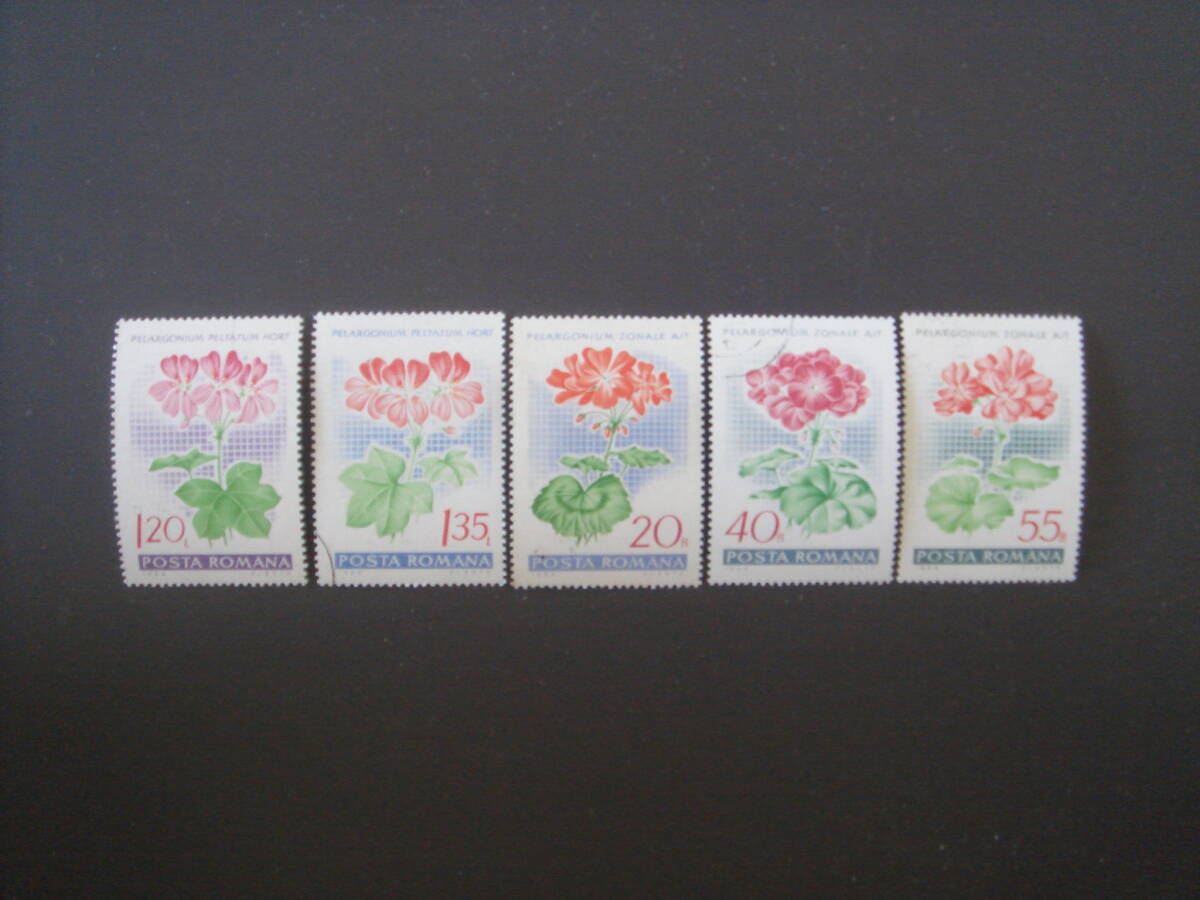 PELARGONIUM PELTATUM HORT
1,20 L
POSTA ROMANA
PELARGONIUM PELTATUM HORT
1,35 L
POSTA ROMANA
PELARGONIUM ZONALE AIT
20 B
POSTA ROMANA
PELARGONIUM ZONALE AIT
40 B
POSTA ROMANA
PELARGONIUM ZONALE AIT
55 B
POSTA ROMANA